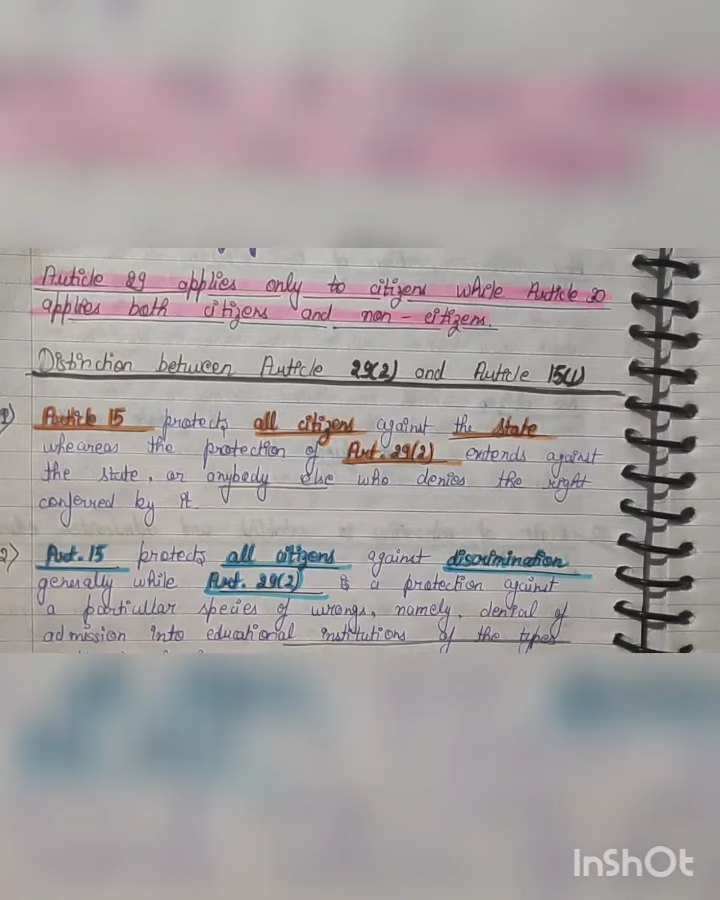 Article 29 applies only to citizens while Article 30
applies both citizens and non-citizens.
Distinction between Article 29(2) and Article 15(1)
1) Article 15 protects all citizens against the state
wheareas the protection of Art. 29(2) extends against
the state, or anybody else who denies the right
conferred by it.
2) Art. 15 protects all citizens against discrimination
generally while Art. 29(2) is a protection against
a particular species of wrongs, namely, denial of
admission into educational institutions of the types
InShOt